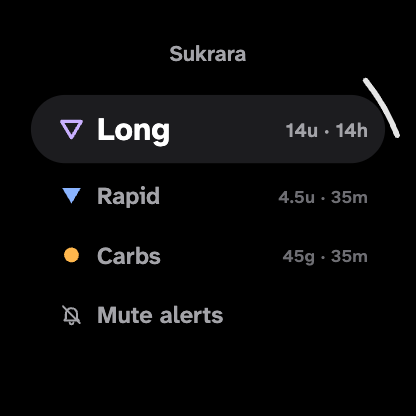 Sukrara
Long 14u · 14h
Rapid 4.5u · 35m
Carbs 45g · 35m
Mute alerts